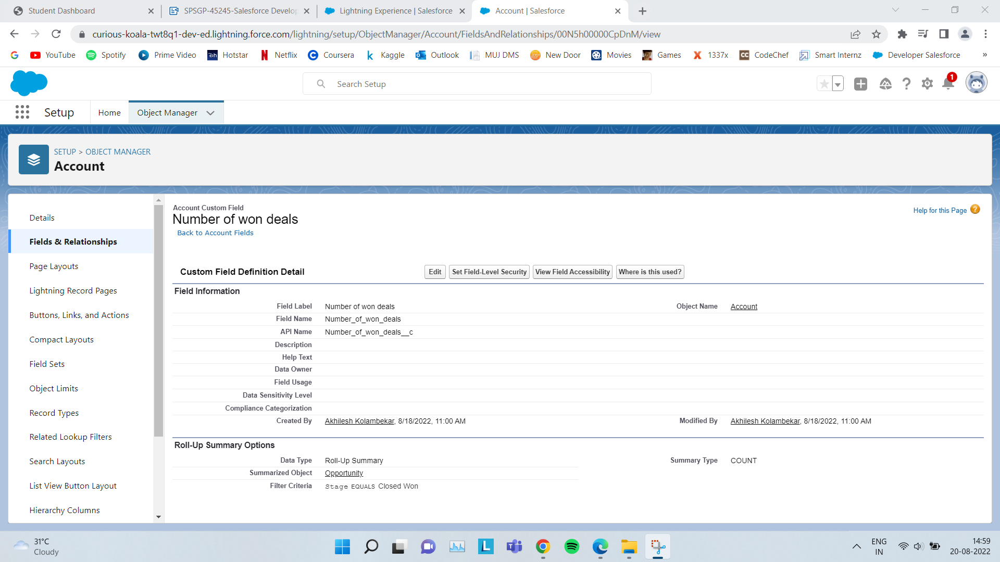 Student Dashboard
SPSGP-45245-Salesforce Develop
Lightning Experience | Salesforce
Account | Salesforce
curious-koala-twt8q1-dev-ed.lightning.force.com/lightning/setup/ObjectManager/Account/FieldsAndRelationships/00N5h00000CpDnM/view
YouTube
Spotify
Prime Video
Hotstar
Netflix
Coursera
Kaggle
Outlook
MUJ DMS
New Door
Movies
Games
1337x
CodeChef
Smart Internz
Developer Salesforce
»
Search Setup
1
Setup
Home
Object Manager
SETUP > OBJECT MANAGER
Account
Details
Fields & Relationships
Page Layouts
Lightning Record Pages
Buttons, Links, and Actions
Compact Layouts
Field Sets
Object Limits
Record Types
Related Lookup Filters
Search Layouts
List View Button Layout
Hierarchy Columns
Account Custom Field
Number of won deals
Back to Account Fields
Help for this Page
Custom Field Definition Detail
Edit
Set Field-Level Security
View Field Accessibility
Where is this used?
Field Information
Field Label Number of won deals
Object Name Account
Field Name Number_of_won_deals
API Name Number_of_won_deals__c
Description
Help Text
Data Owner
Field Usage
Data Sensitivity Level
Compliance Categorization
Created By Akhilesh Kolambekar, 8/18/2022, 11:00 AM
Modified By Akhilesh Kolambekar, 8/18/2022, 11:00 AM
Roll-Up Summary Options
Data Type Roll-Up Summary
Summary Type COUNT
Summarized Object Opportunity
Filter Criteria Stage EQUALS Closed Won
31°C
Cloudy
ENG
IN
14:59
20-08-2022